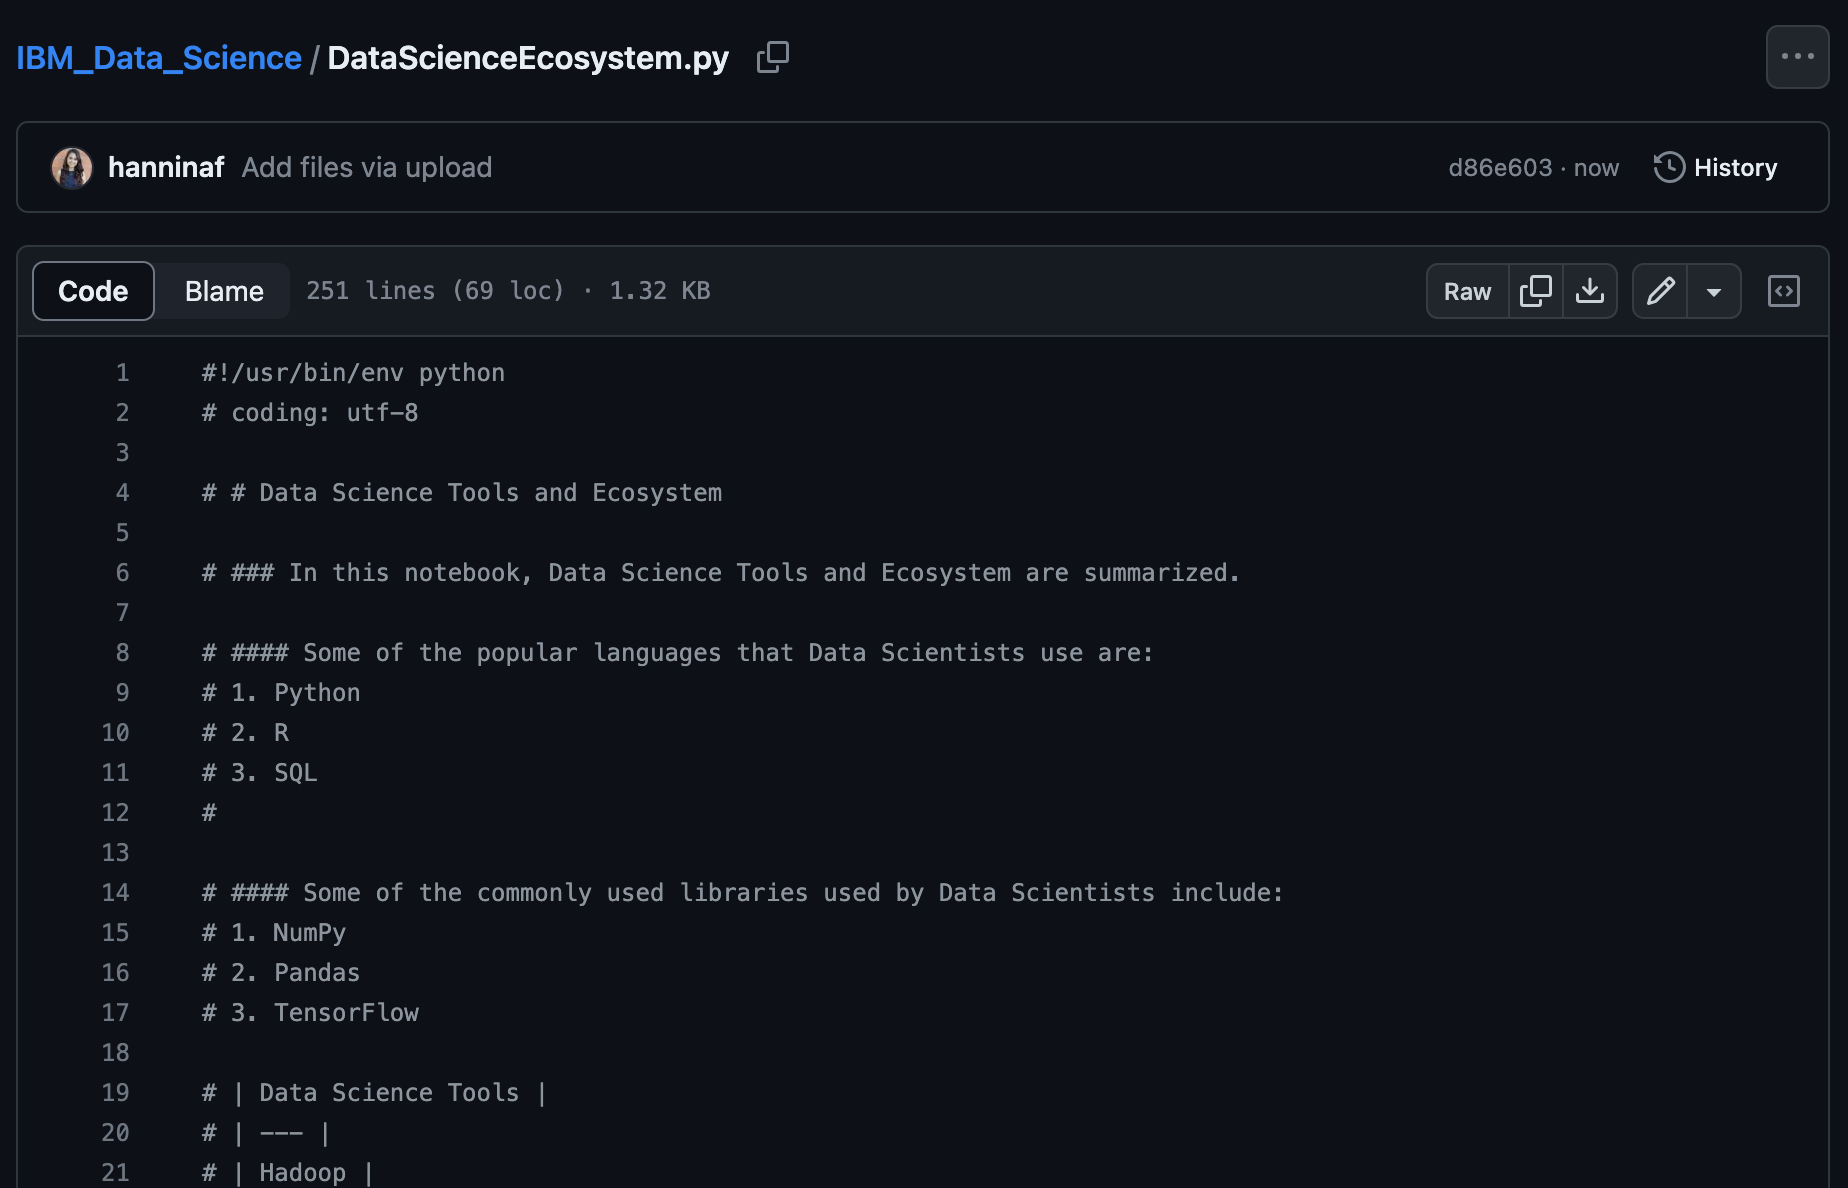 IBM_Data_Science / DataScienceEcosystem.py
hanninaf Add files via upload d86e603 · now History
Code Blame 251 lines (69 loc) · 1.32 KB Raw
1 #!/usr/bin/env python
2 # coding: utf-8
3
4 # # Data Science Tools and Ecosystem
5
6 # ### In this notebook, Data Science Tools and Ecosystem are summarized.
7
8 # #### Some of the popular languages that Data Scientists use are:
9 # 1. Python
10 # 2. R
11 # 3. SQL
12 #
13
14 # #### Some of the commonly used libraries used by Data Scientists include:
15 # 1. NumPy
16 # 2. Pandas
17 # 3. TensorFlow
18
19 # | Data Science Tools |
20 # | --- |
21 # | Hadoop |